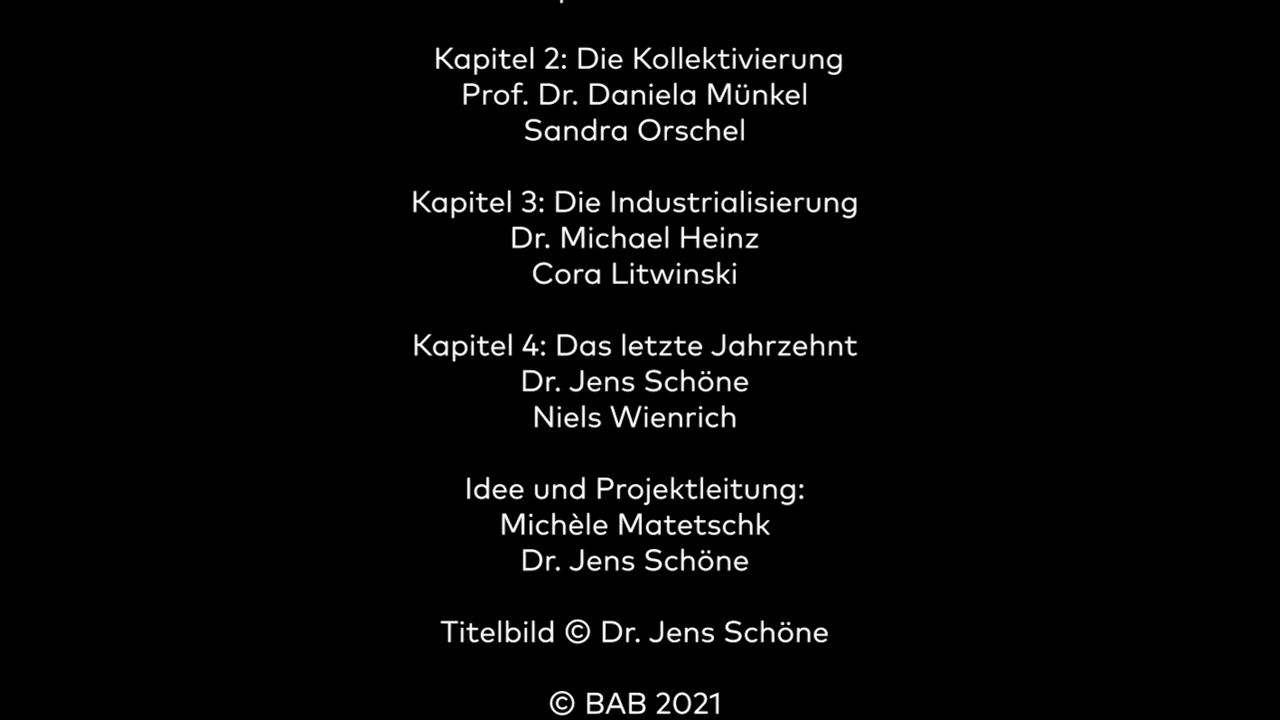 Kapitel 2: Die Kollektivierung
Prof. Dr. Daniela Münkel
Sandra Orschel
Kapitel 3: Die Industrialisierung
Dr. Michael Heinz
Cora Litwinski
Kapitel 4: Das letzte Jahrzehnt
Dr. Jens Schöne
Niels Wienrich
Idee und Projektleitung:
Michèle Matetschk
Dr. Jens Schöne
Titelbild © Dr. Jens Schöne
© BAB 2021